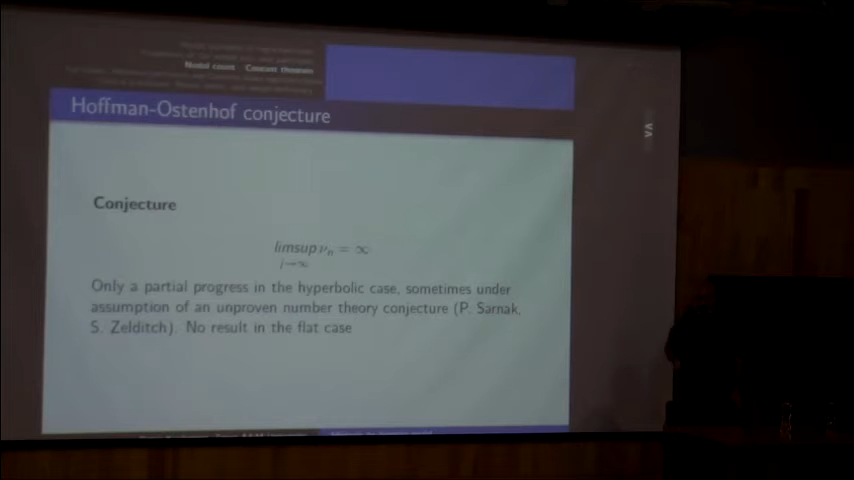 Nodal count Courant theorem
Hoffman-Ostenhof conjecture
Conjecture
limsup νn = ∞
j→∞
Only a partial progress in the hyperbolic case, sometimes under
assumption of an unproven number theory conjecture (P. Sarnak,
S. Zelditch). No result in the flat case